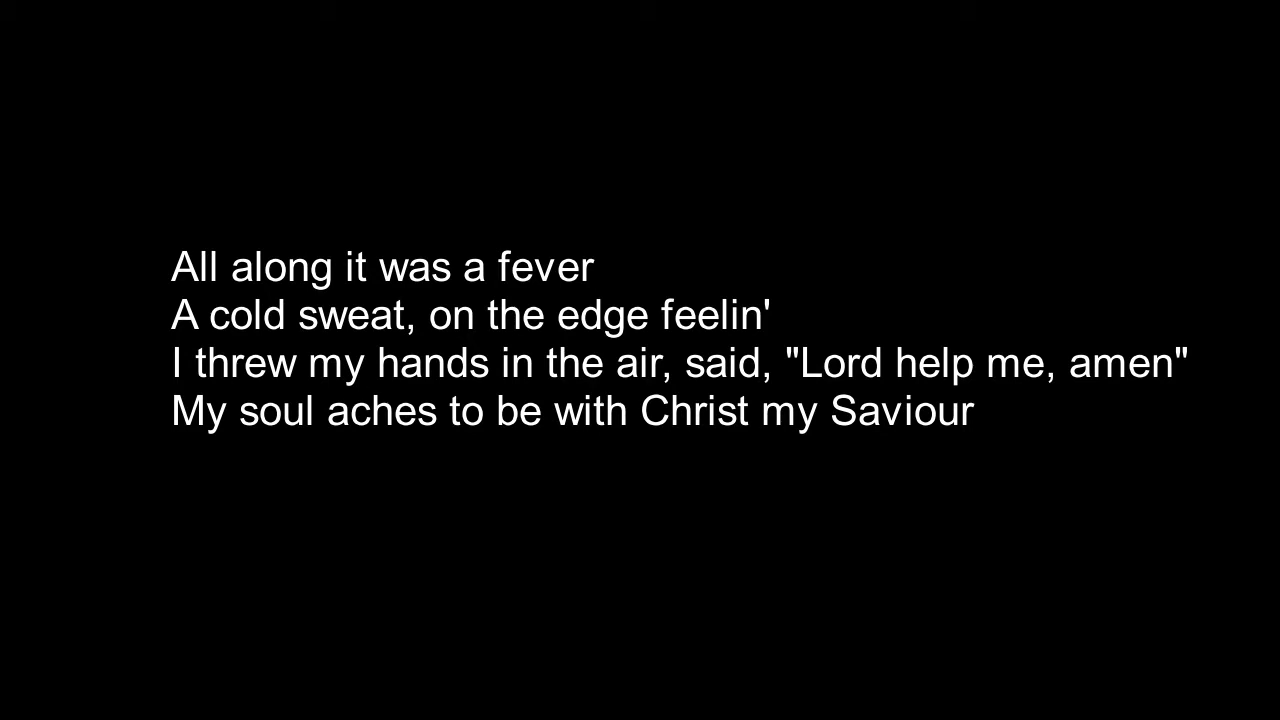 All along it was a fever
A cold sweat, on the edge feelin'
I threw my hands in the air, said, "Lord help me, amen"
My soul aches to be with Christ my Saviour